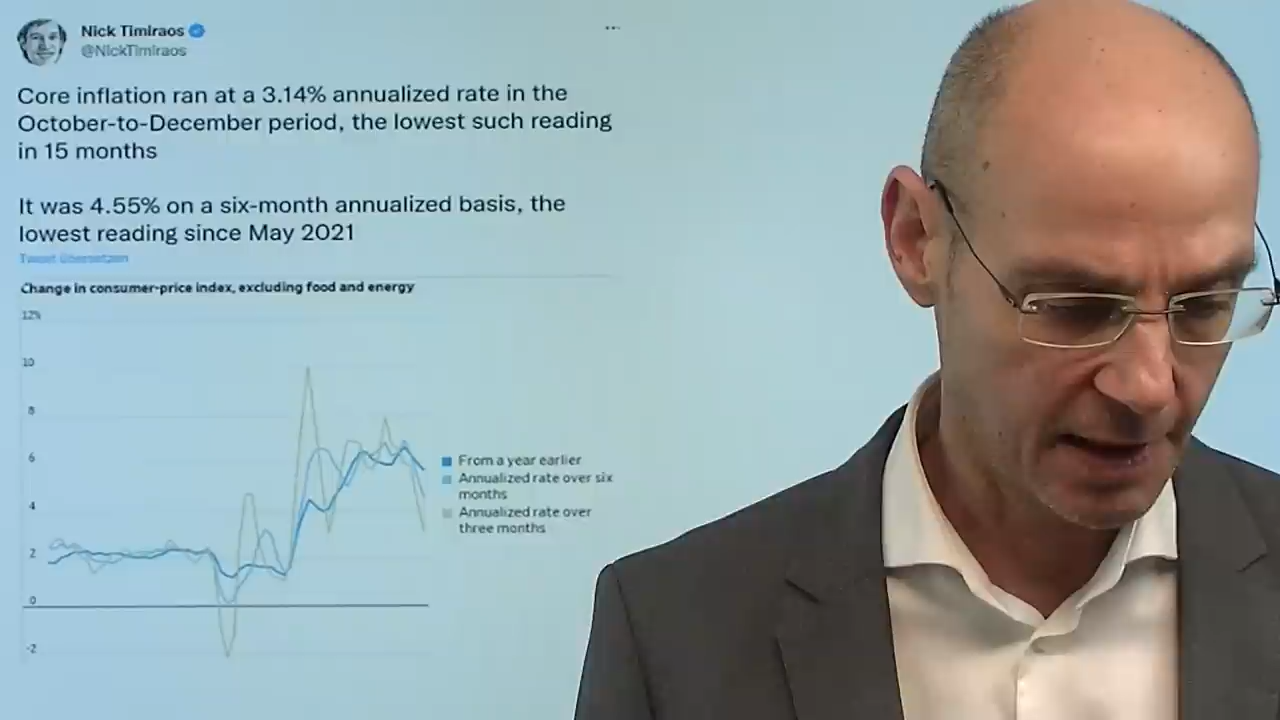 Nick Timiraos
@NickTimiraos
...
Core inflation ran at a 3.14% annualized rate in the
October-to-December period, the lowest such reading
in 15 months
It was 4.55% on a six-month annualized basis, the
lowest reading since May 2021
Tweet übersetzen
Change in consumer-price index, excluding food and energy
12%
10
8
6
4
2
0
-2
From a year earlier
Annualized rate over six
months
Annualized rate over
three months